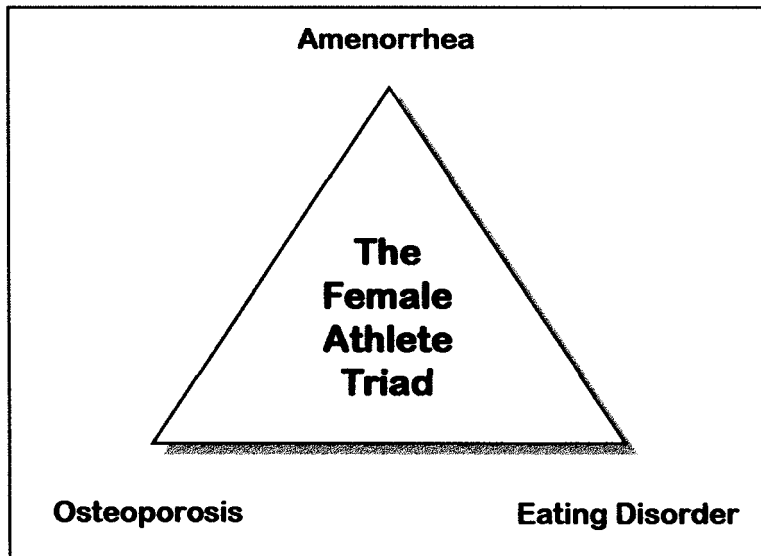 Amenorrhea
The
Female
Athlete
Triad
Osteoporosis
Eating Disorder